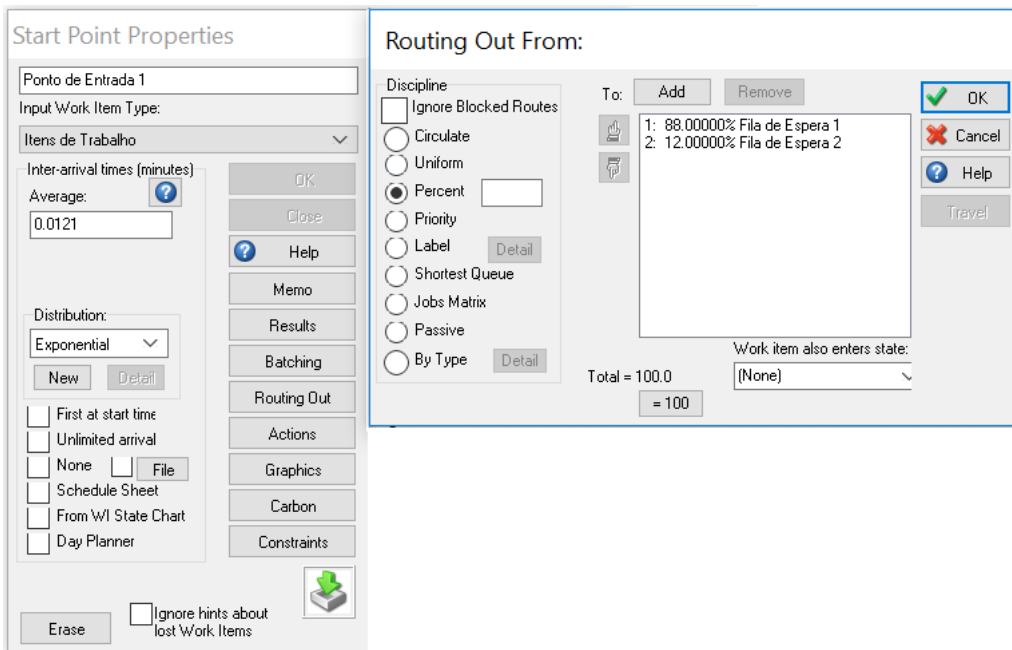 Start Point Properties
Ponto de Entrada 1
Input Work Item Type:
Itens de Trabalho
Inter-arrival times (minutes)
Average:
0.0121
Distribution:
Exponential
New
Detail
First at start time
Unlimited arrival
None
File
Schedule Sheet
From WI State Chart
Day Planner
OK
Close
Help
Memo
Results
Batching
Routing Out
Actions
Graphics
Carbon
Constraints
Erase
Ignore hints about
lost Work Items
Routing Out From:
Discipline
Ignore Blocked Routes
Circulate
Uniform
Percent
Priority
Label
Detail
Shortest Queue
Jobs Matrix
Passive
By Type
Detail
To:
Add
Remove
1: 88.00000% Fila de Espera 1
2: 12.00000% Fila de Espera 2
Work item also enters state:
Total = 100.0
(None)
= 100
OK
Cancel
Help
Travel